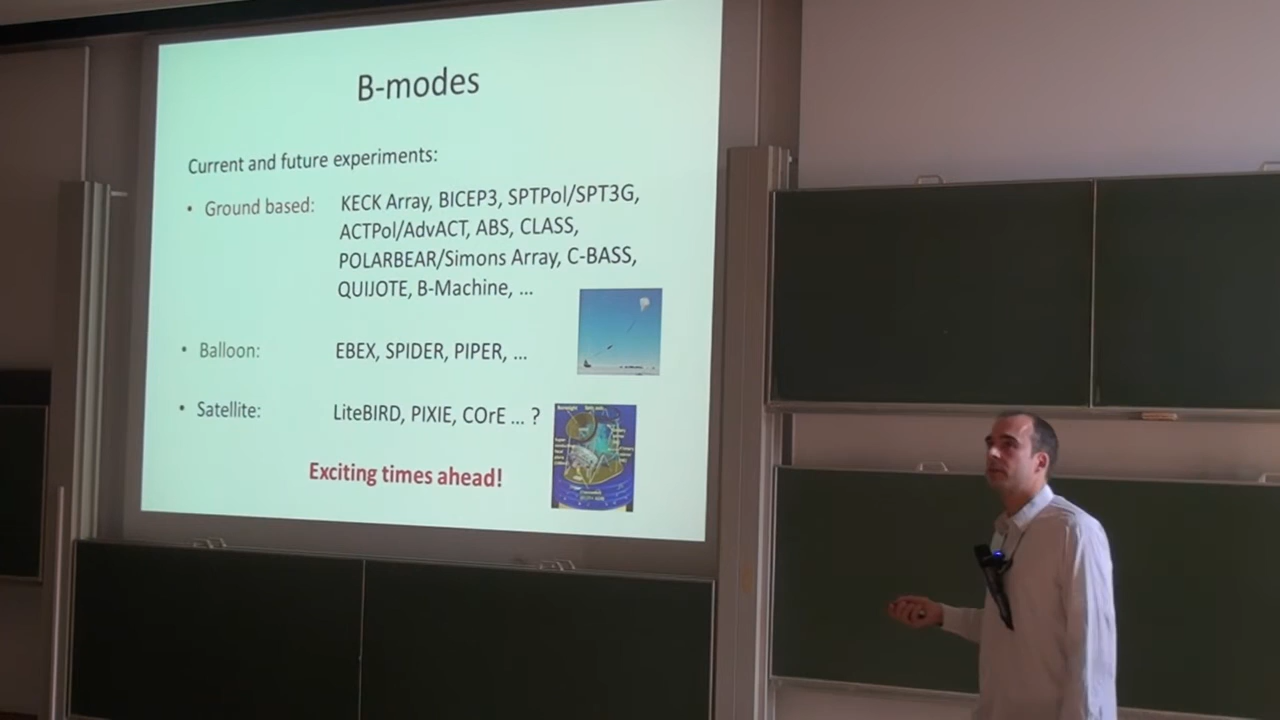 B-modes
Current and future experiments:
• Ground based: KECK Array, BICEP3, SPTPol/SPT3G,
ACTPol/AdvACT, ABS, CLASS,
POLARBEAR/Simons Array, C-BASS,
QUIJOTE, B-Machine, ...
• Balloon: EBEX, SPIDER, PIPER, ...
• Satellite: LiteBIRD, PIXIE, COrE ... ?
Exciting times ahead!